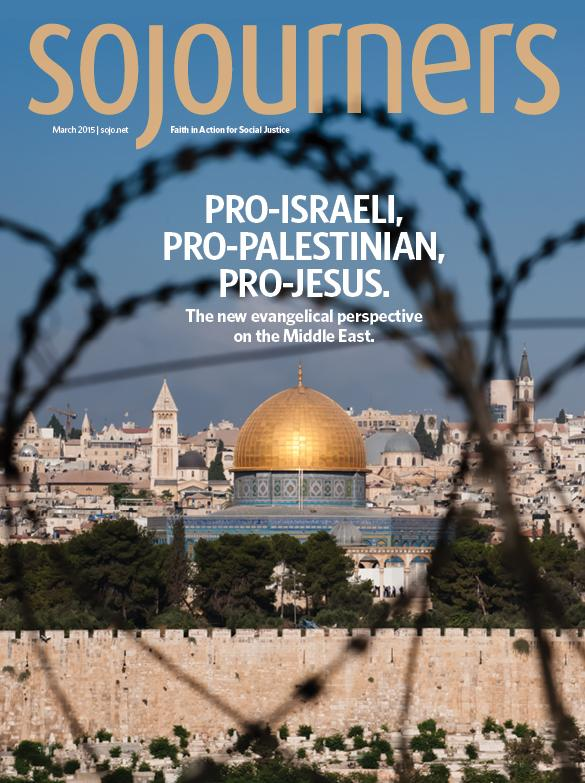 sojourners
March 2015 | sojo.net Faith in Action for Social Justice
PRO-ISRAELI,
PRO-PALESTINIAN,
PRO-JESUS.
The new evangelical perspective
on the Middle East.